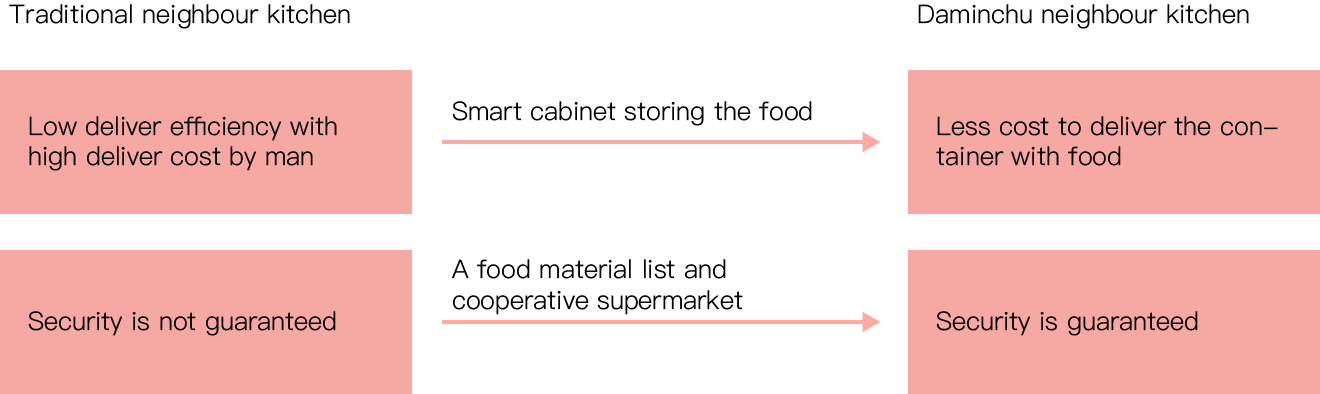 Traditional neighbour kitchen
Daminchu neighbour kitchen
Low deliver efficiency with
high deliver cost by man
Smart cabinet storing the food
Less cost to deliver the con-
tainer with food
Security is not guaranteed
A food material list and
cooperative supermarket
Security is guaranteed